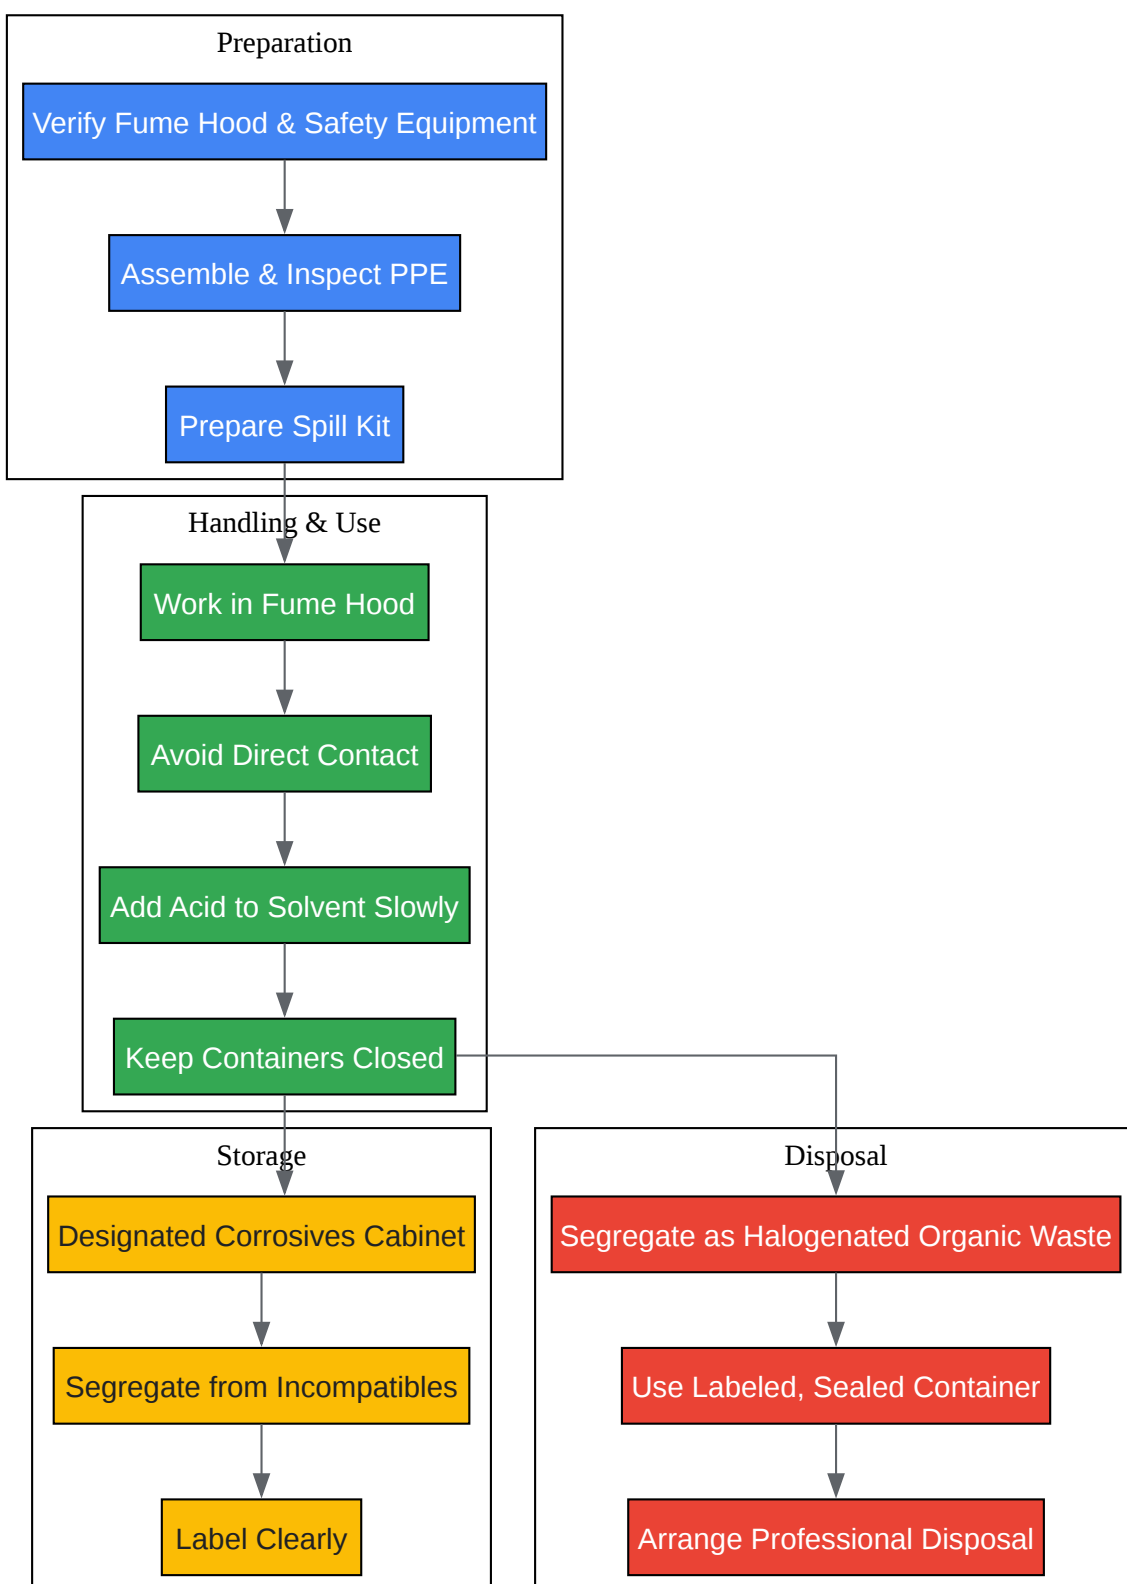 Preparation
Verify Fume Hood & Safety Equipment
Assemble & Inspect PPE
Prepare Spill Kit
Handling & Use
Work in Fume Hood
Avoid Direct Contact
Add Acid to Solvent Slowly
Keep Containers Closed
Storage
Designated Corrosives Cabinet
Segregate from Incompatibles
Label Clearly
Disposal
Segregate as Halogenated Organic Waste
Use Labeled, Sealed Container
Arrange Professional Disposal